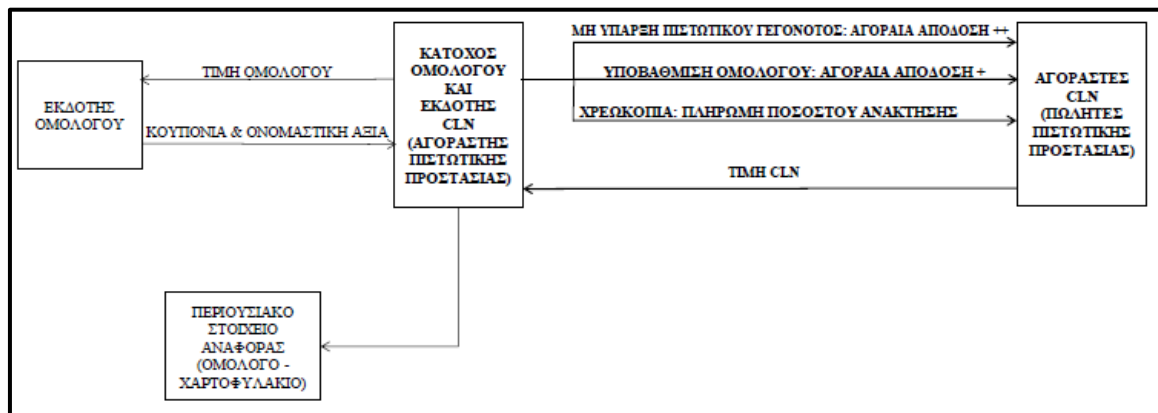 ΕΚΔΟΤΗΣ
ΟΜΟΛΟΓΟΥ
ΤΙΜΗ ΟΜΟΛΟΓΟΥ
ΚΟΥΠΟΝΙΑ & ΟΝΟΜΑΣΤΙΚΗ ΑΞΙΑ
ΚΑΤΟΧΟΣ
ΟΜΟΛΟΓΟΥ
ΚΑΙ
ΕΚΔΟΤΗΣ
CLN
(ΑΓΟΡΑΣΤΗΣ
ΠΙΣΤΩΤΙΚΗΣ
ΠΡΟΣΤΑΣΙΑΣ)
ΜΗ ΥΠΑΡΞΗ ΠΙΣΤΩΤΙΚΟΥ ΓΕΓΟΝΟΤΟΣ: ΑΓΟΡΑΙΑ ΑΠΟΔΟΣΗ ++
ΥΠΟΒΑΘΜΙΣΗ ΟΜΟΛΟΓΟΥ: ΑΓΟΡΑΙΑ ΑΠΟΔΟΣΗ +
ΧΡΕΩΚΟΠΙΑ: ΠΛΗΡΩΜΗ ΠΟΣΟΣΤΟΥ ΑΝΑΚΤΗΣΗΣ
ΤΙΜΗ CLN
ΑΓΟΡΑΣΤΕΣ
CLN
(ΠΩΛΗΤΕΣ
ΠΙΣΤΩΤΙΚΗΣ
ΠΡΟΣΤΑΣΙΑΣ)
ΠΕΡΙΟΥΣΙΑΚΟ
ΣΤΟΙΧΕΙΟ
ΑΝΑΦΟΡΑΣ
(ΟΜΟΛΟΓΟ -
ΧΑΡΤΟΦΥΛΑΚΙΟ)